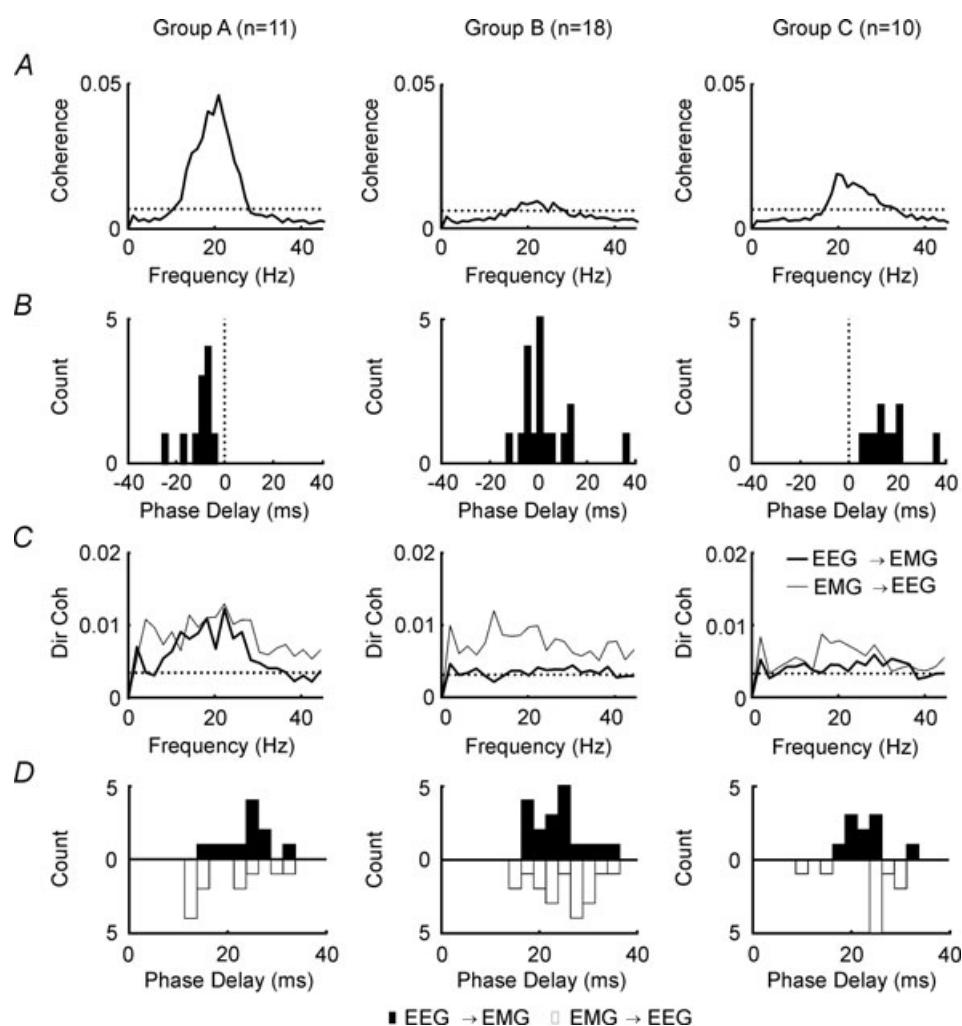 Group A (n=11) Group B (n=18) Group C (n=10)
A
0.05 0.05 0.05
Coherence Coherence Coherence
0 0 0
0 20 40 0 20 40 0 20 40
Frequency (Hz) Frequency (Hz) Frequency (Hz)
B
5 5 5
Count Count Count
0 0 0
-40 -20 0 20 40 -40 -20 0 20 40 -40 -20 0 20 40
Phase Delay (ms) Phase Delay (ms) Phase Delay (ms)
C
0.02 0.02 0.02
EEG → EMG
EMG → EEG
Dir Coh Dir Coh Dir Coh
0.01 0.01 0.01
0 0 0
0 20 40 0 20 40 0 20 40
Frequency (Hz) Frequency (Hz) Frequency (Hz)
D
5 5 5
Count Count Count
0 0 0
5 5 5
0 20 40 0 20 40 0 20 40
Phase Delay (ms) Phase Delay (ms) Phase Delay (ms)
EEG → EMG EMG → EEG